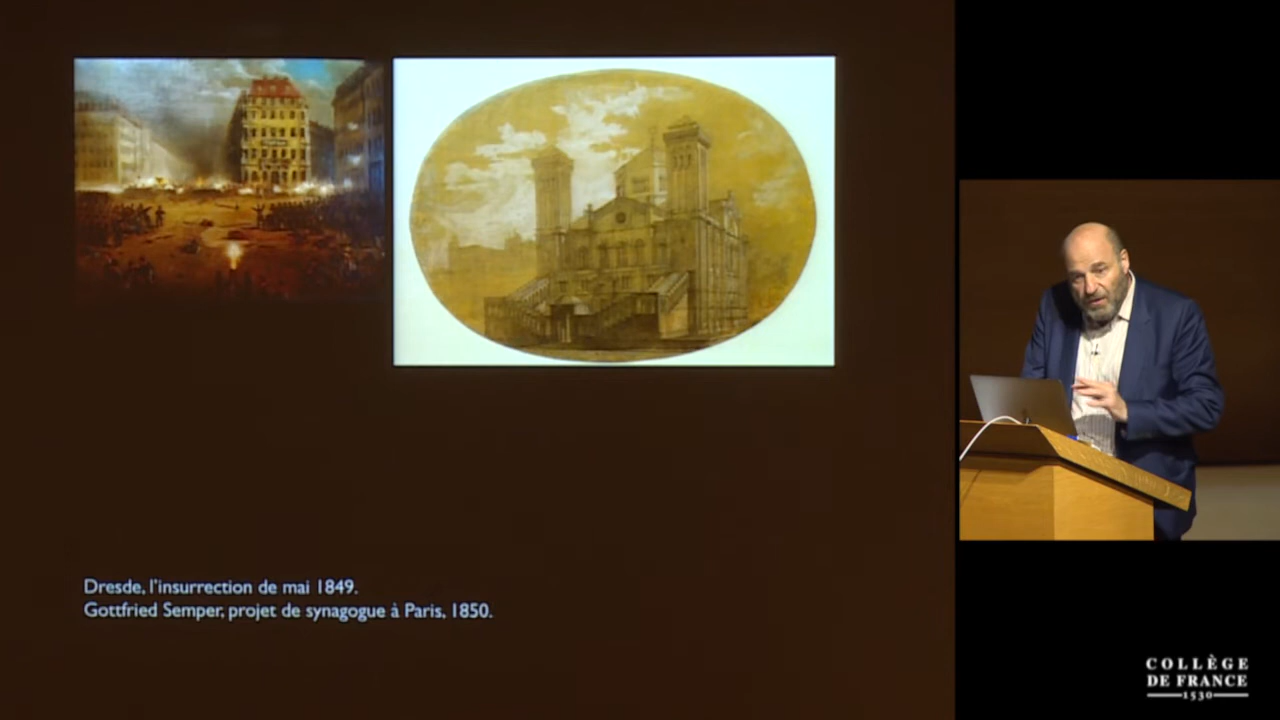 Dresde, l'insurrection de mai 1849.
Gottfried Semper, projet de synagogue à Paris, 1850.
COLLÈGE
DE FRANCE
1530